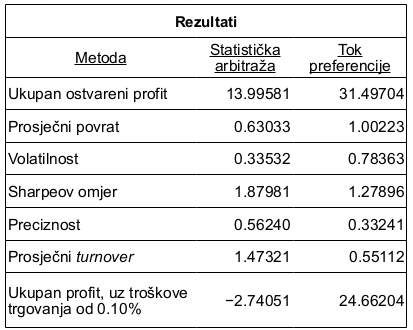 Rezultati
Metoda Statistička arbitraža Tok preferencije
Ukupan ostvareni profit 13.99581 31.49704
Prosječni povrat 0.63033 1.00223
Volatilnost 0.33532 0.78363
Sharpeov omjer 1.87981 1.27896
Preciznost 0.56240 0.33241
Prosječni turnover 1.47321 0.55112
Ukupan profit, uz troškove
trgovanja od 0.10% −2.74051 24.66204